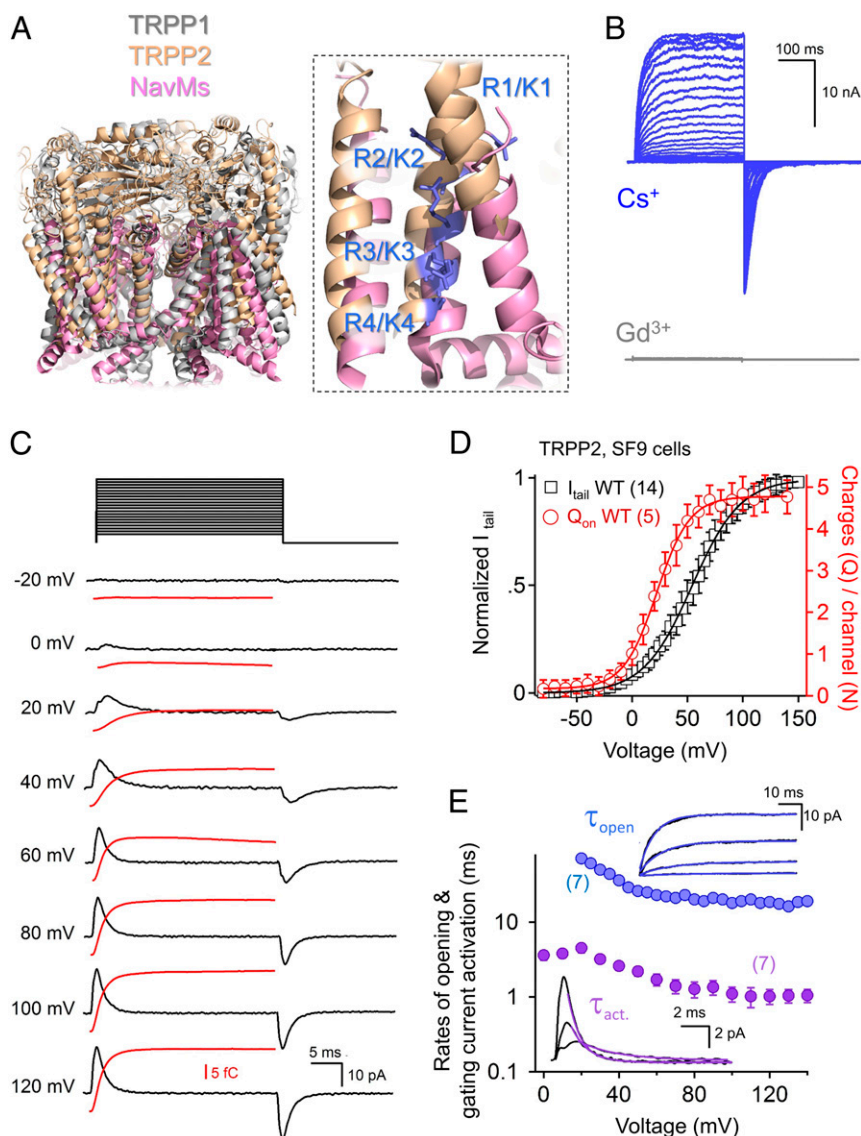 A
TRPP1
TRPP2
NavMs
R1/K1
R2/K2
R3/K3
R4/K4
B
100 ms
10 nA
Cs+
Gd3+
C
-20 mV
0 mV
20 mV
40 mV
60 mV
80 mV
100 mV
120 mV
5 fC
5 ms
10 pA
D
TRPP2, SF9 cells
Itail WT (14)
Qon WT (5)
Normalized Itail
1
.5
0
-50 0 50 100 150
Voltage (mV)
5
4
3
2
1
0
Charges (Q) / channel (N)
E
10 ms
10 pA
τopen
(7)
(7)
τact.
2 ms
2 pA
Rates of opening &
gating current activation (ms)
10
1
0.1
0 40 80 120
Voltage (mV)